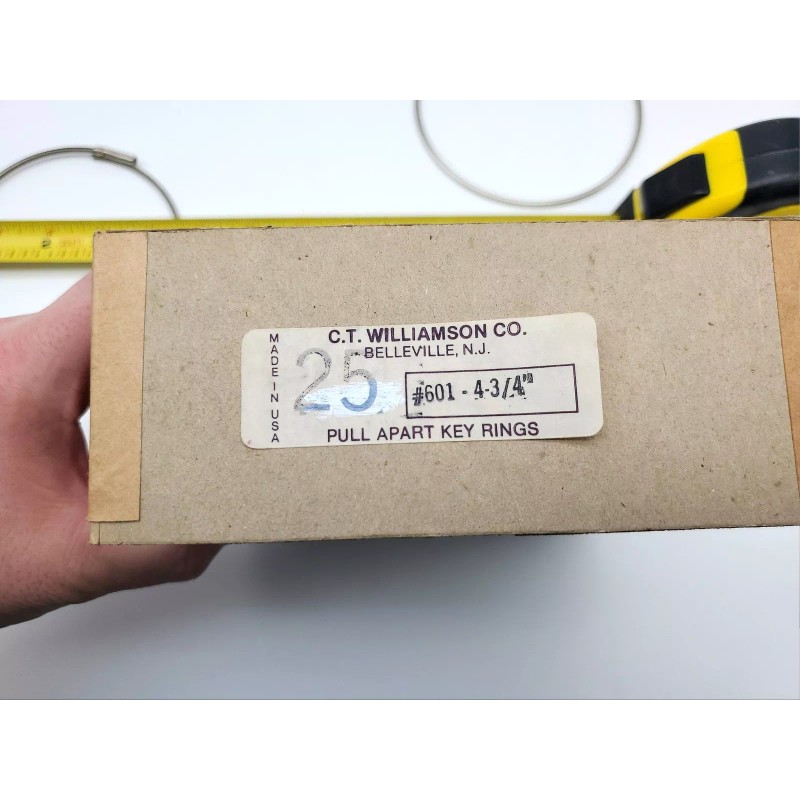 C.T. WILLIAMSON CO.
BELLEVILLE, N.J.
MADE IN USA
25
#601 - 4-3/4"
PULL APART KEY RINGS